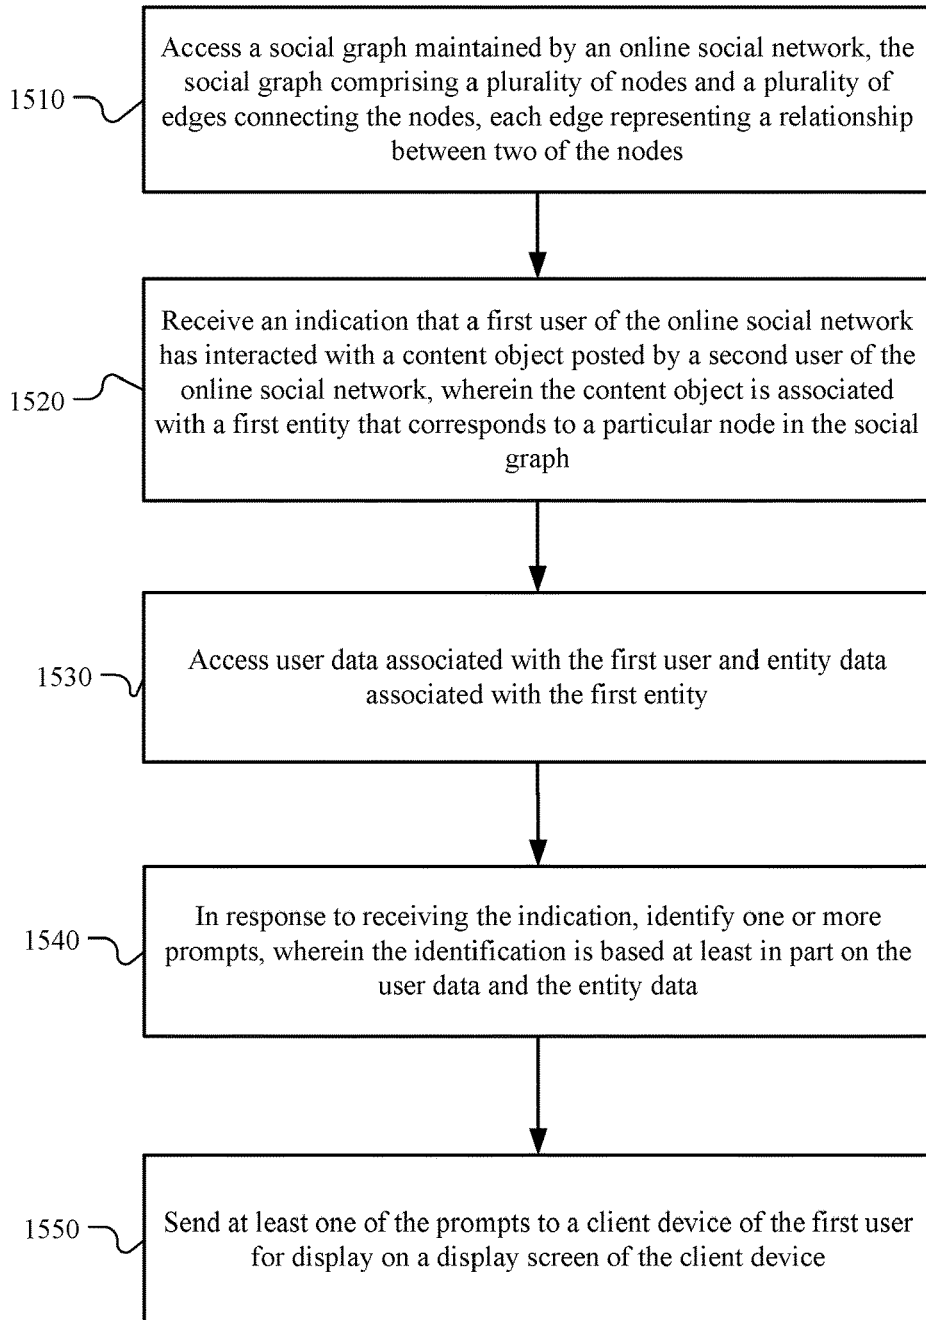 Access a social graph maintained by an online social network, the
social graph comprising a plurality of nodes and a plurality of
edges connecting the nodes, each edge representing a relationship
between two of the nodes
1510
Receive an indication that a first user of the online social network
has interacted with a content object posted by a second user of the
online social network, wherein the content object is associated
with a first entity that corresponds to a particular node in the social
graph
1520
Access user data associated with the first user and entity data
associated with the first entity
1530
In response to receiving the indication, identify one or more
prompts, wherein the identification is based at least in part on the
user data and the entity data
1540
Send at least one of the prompts to a client device of the first user
for display on a display screen of the client device
1550